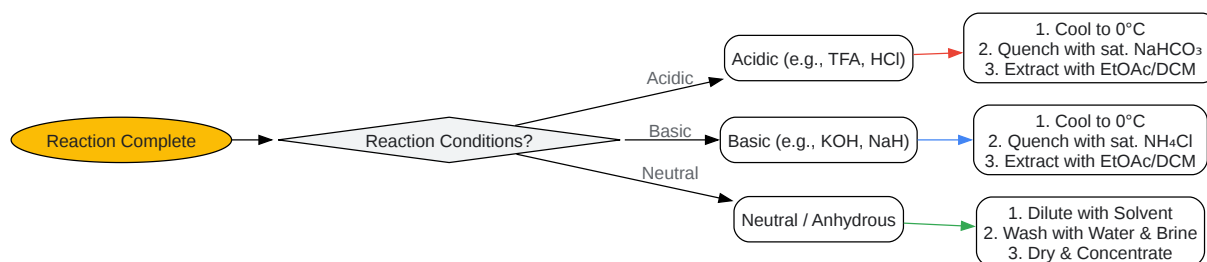 Reaction Complete
Reaction Conditions?
Acidic
Acidic (e.g., TFA, HCl)
1. Cool to 0°C
2. Quench with sat. NaHCO₃
3. Extract with EtOAc/DCM
Basic
Basic (e.g., KOH, NaH)
1. Cool to 0°C
2. Quench with sat. NH₄Cl
3. Extract with EtOAc/DCM
Neutral
Neutral / Anhydrous
1. Dilute with Solvent
2. Wash with Water & Brine
3. Dry & Concentrate